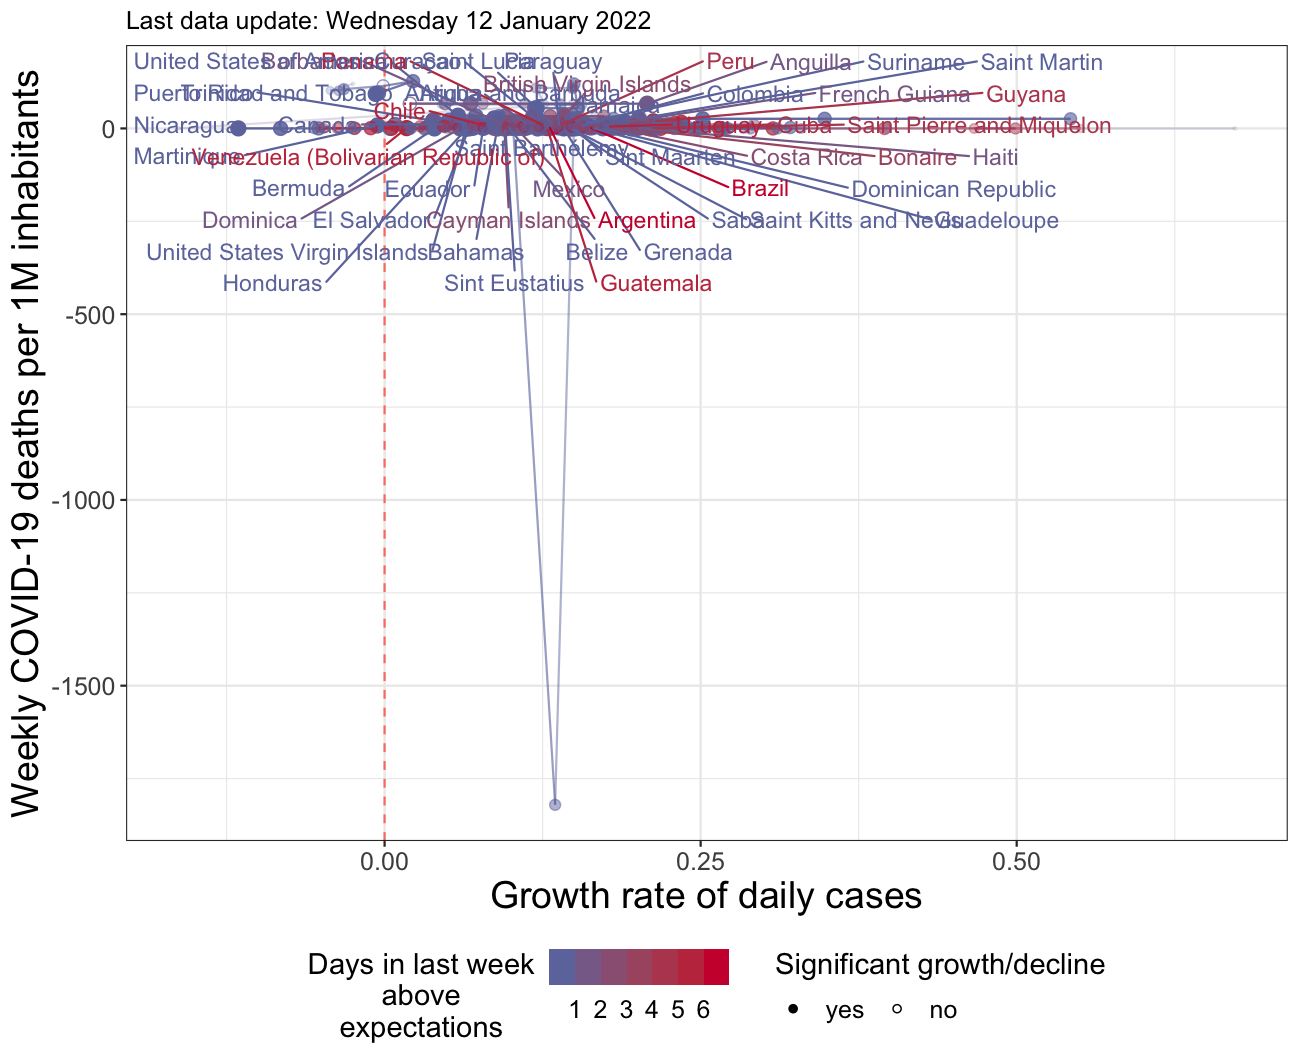 Last data update: Wednesday 12 January 2022
Weekly COVID-19 deaths per 1M inhabitants
United States of America
Barbados
Panama
Curaçao
Saint Lucia
Paraguay
Peru
Anguilla
Suriname
Saint Martin
British Virgin Islands
Puerto Rico
Trinidad and Tobago
Aruba
Antigua and Barbuda
Colombia
French Guiana
Guyana
Jamaica
Chile
0
Nicaragua
Canada
Uruguay
Cuba
Saint Pierre and Miquelon
Martinique
Venezuela (Bolivarian Republic of)
Saint Barthélemy
Sint Maarten
Costa Rica
Bonaire
Haiti
Bermuda
Ecuador
Mexico
Brazil
Dominican Republic
Dominica
El Salvador
Cayman Islands
Argentina
Saba
Saint Kitts and Nevis
Guadeloupe
United States Virgin Islands
Bahamas
Belize
Grenada
Honduras
Sint Eustatius
Guatemala
-500
-1000
-1500
0.00
0.25
0.50
Growth rate of daily cases
Days in last week
above
expectations
1 2 3 4 5 6
Significant growth/decline
yes
no